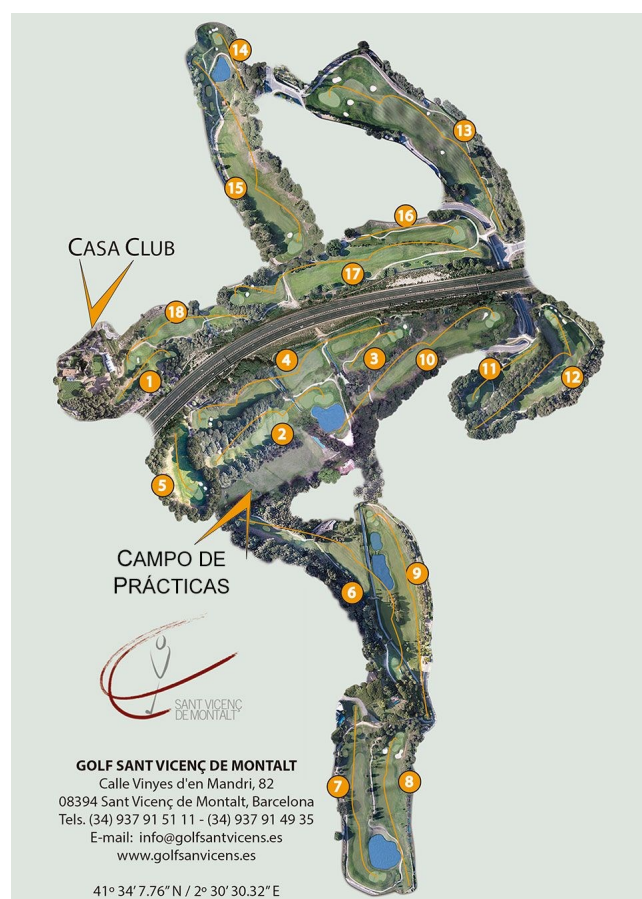 14
13
15
16
CASA CLUB
17
18
4
3
10
1
11
12
2
5
CAMPO DE
PRÁCTICAS
9
6
SANT VICENÇ
DE MONTALT
7
8
GOLF SANT VICENÇ DE MONTALT
Calle Vinyes d'en Mandri, 82
08394 Sant Vicenç de Montalt, Barcelona
Tels. (34) 937 91 51 11 - (34) 937 91 49 35
E-mail: info@golfsantvicens.es
www.golfsanvicens.es
41º 34’ 7.76” N / 2º 30’ 30.32” E